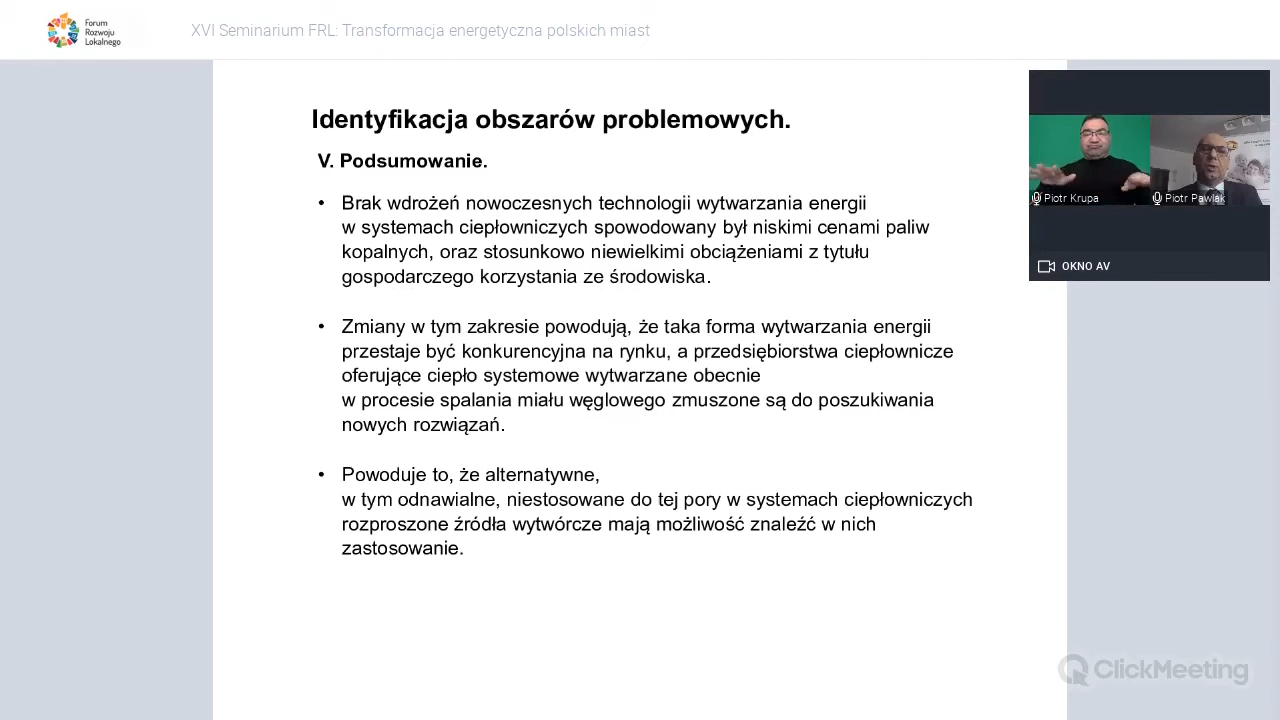 Forum
Rozwoju
Lokalnego
XVI Seminarium FRL: Transformacja energetyczna polskich miast
Identyfikacja obszarów problemowych.
V. Podsumowanie.
• Brak wdrożeń nowoczesnych technologii wytwarzania energii
w systemach ciepłowniczych spowodowany był niskimi cenami paliw
kopalnych, oraz stosunkowo niewielkimi obciążeniami z tytułu
gospodarczego korzystania ze środowiska.
• Zmiany w tym zakresie powodują, że taka forma wytwarzania energii
przestaje być konkurencyjna na rynku, a przedsiębiorstwa ciepłownicze
oferujące ciepło systemowe wytwarzane obecnie
w procesie spalania miału węglowego zmuszone są do poszukiwania
nowych rozwiązań.
• Powoduje to, że alternatywne,
w tym odnawialne, niestosowane do tej pory w systemach ciepłowniczych
rozproszone źródła wytwórcze mają możliwość znaleźć w nich
zastosowanie.
Piotr Krupa
Piotr Pawlak
OKNO AV
ClickMeeting